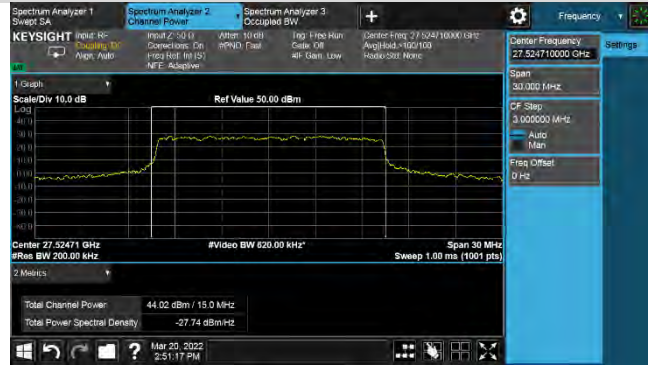 Spectrum Analyzer 1
Swept SA
Spectrum Analyzer 2
Channel Power
Spectrum Analyzer 3
Occupied BW
+
Frequency
Settings
KEYSIGHT
Input: RF
Coupling: DC
Align: Auto
Input Z: 50 Ω
Corrections: On
Freq Ref: Int (S)
NFE: Adaptive
Atten: 10 dB
#PNO: Fast
Trig: Free Run
Gate: Off
#IF Gain: Low
Center Freq: 27.524710000 GHz
Avg|Hold:>100/100
Radio Std: None
Center Frequency
27.524710000 GHz
Span
30.000 MHz
CF Step
3.000000 MHz
Auto
Man
Freq Offset
0 Hz
1 Graph
Scale/Div 10.0 dB
Ref Value 50.00 dBm
Log
40.0
30.0
20.0
10.0
0.00
-10.0
-20.0
-30.0
-40.0
Center 27.52471 GHz
#Video BW 620.00 kHz*
Span 30 MHz
#Res BW 200.00 kHz
Sweep 1.00 ms (1001 pts)
2 Metrics
Total Channel Power
44.02 dBm / 15.0 MHz
Total Power Spectral Density
-27.74 dBm/Hz
?
Mar 20, 2022
2:51:17 PM